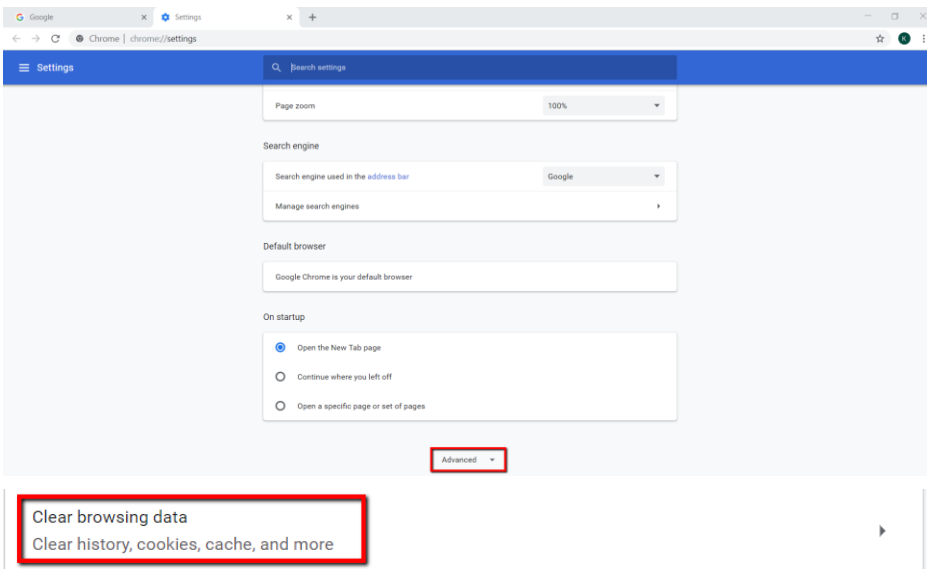 Google
Settings
Chrome | chrome://settings
K
Settings
Search settings
Page zoom
100%
Search engine
Search engine used in the address bar
Google
Manage search engines
Default browser
Google Chrome is your default browser
On startup
Open the New Tab page
Continue where you left off
Open a specific page or set of pages
Advanced
Clear browsing data
Clear history, cookies, cache, and more